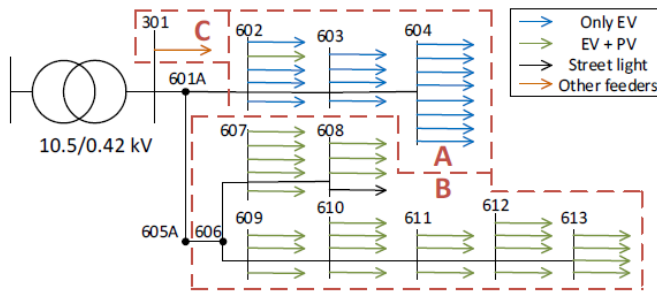 301
C
602
603
604
Only EV
EV + PV
Street light
Other feeders
601A
10.5/0.42 kV
607
608
A
B
605A
606
609
610
611
612
613